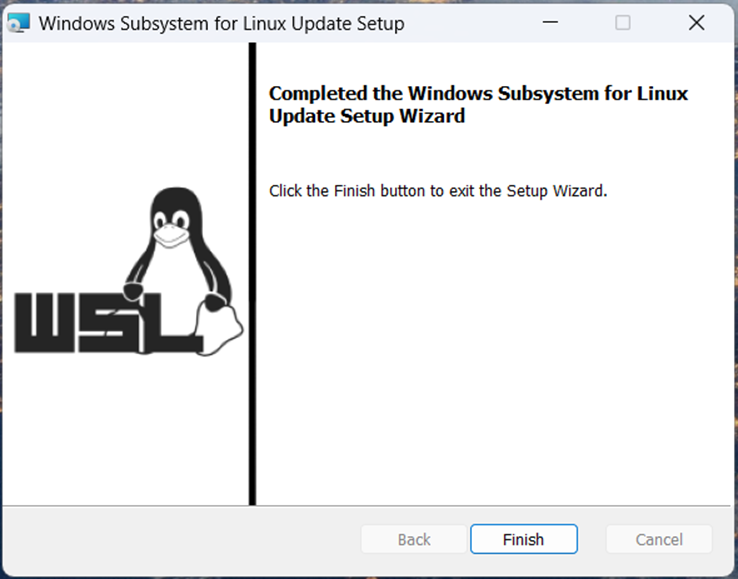 Windows Subsystem for Linux Update Setup
Completed the Windows Subsystem for Linux
Update Setup Wizard
Click the Finish button to exit the Setup Wizard.
WSL
Back
Finish
Cancel